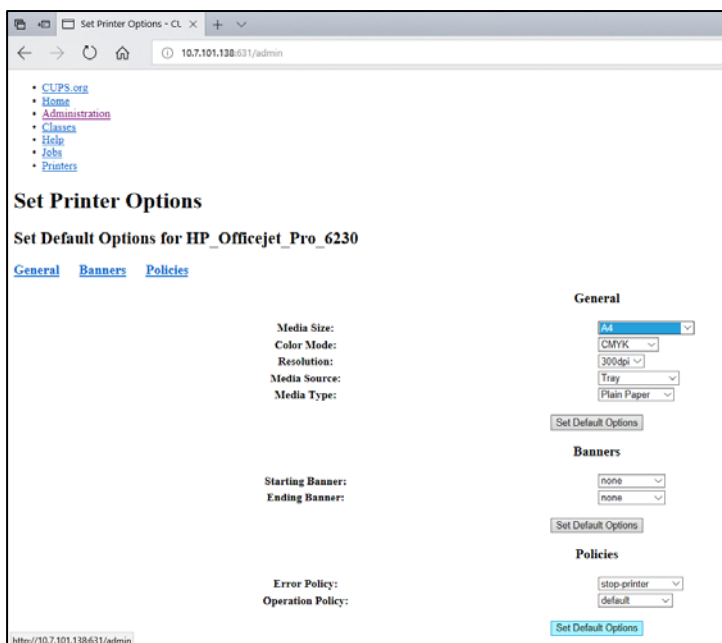 Set Printer Options - CL
10.7.101.138:631/admin
CUPS.org
Home
Administration
Classes
Help
Jobs
Printers
Set Printer Options
Set Default Options for HP_Officejet_Pro_6230
General Banners Policies
General
Media Size: A4
Color Mode: CMYK
Resolution: 300dpi
Media Source: Tray
Media Type: Plain Paper
Set Default Options
Banners
Starting Banner: none
Ending Banner: none
Set Default Options
Policies
Error Policy: stop-printer
Operation Policy: default
Set Default Options
http://10.7.101.138:631/admin